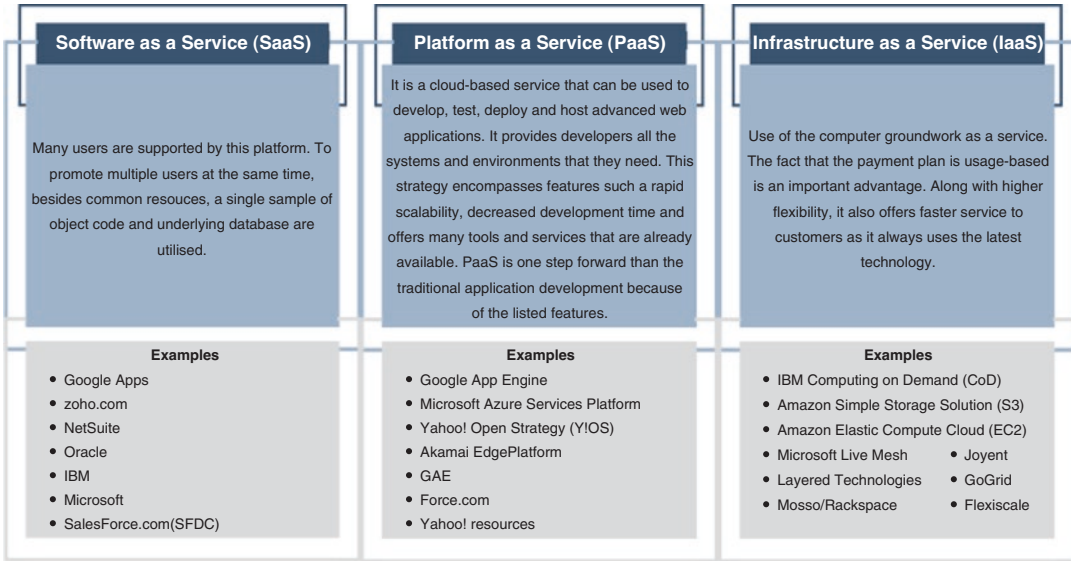 Software as a Service (SaaS)
Many users are supported by this platform. To
promote multiple users at the same time,
besides common resouces, a single sample of
object code and underlying database are
utilised.
Examples
• Google Apps
• zoho.com
• NetSuite
• Oracle
• IBM
• Microsoft
• SalesForce.com(SFDC)
Platform as a Service (PaaS)
It is a cloud-based service that can be used to
develop, test, deploy and host advanced web
applications. It provides developers all the
systems and environments that they need. This
strategy encompasses features such a rapid
scalability, decreased development time and
offers many tools and services that are already
available. PaaS is one step forward than the
traditional application development because
of the listed features.
Examples
• Google App Engine
• Microsoft Azure Services Platform
• Yahoo! Open Strategy (Y!OS)
• Akamai EdgePlatform
• GAE
• Force.com
• Yahoo! resources
Infrastructure as a Service (IaaS)
Use of the computer groundwork as a service.
The fact that the payment plan is usage-based
is an important advantage. Along with higher
flexibility, it also offers faster service to
customers as it always uses the latest
technology.
Examples
• IBM Computing on Demand (CoD)
• Amazon Simple Storage Solution (S3)
• Amazon Elastic Compute Cloud (EC2)
• Microsoft Live Mesh
• Layered Technologies
• Mosso/Rackspace
• Joyent
• GoGrid
• Flexiscale